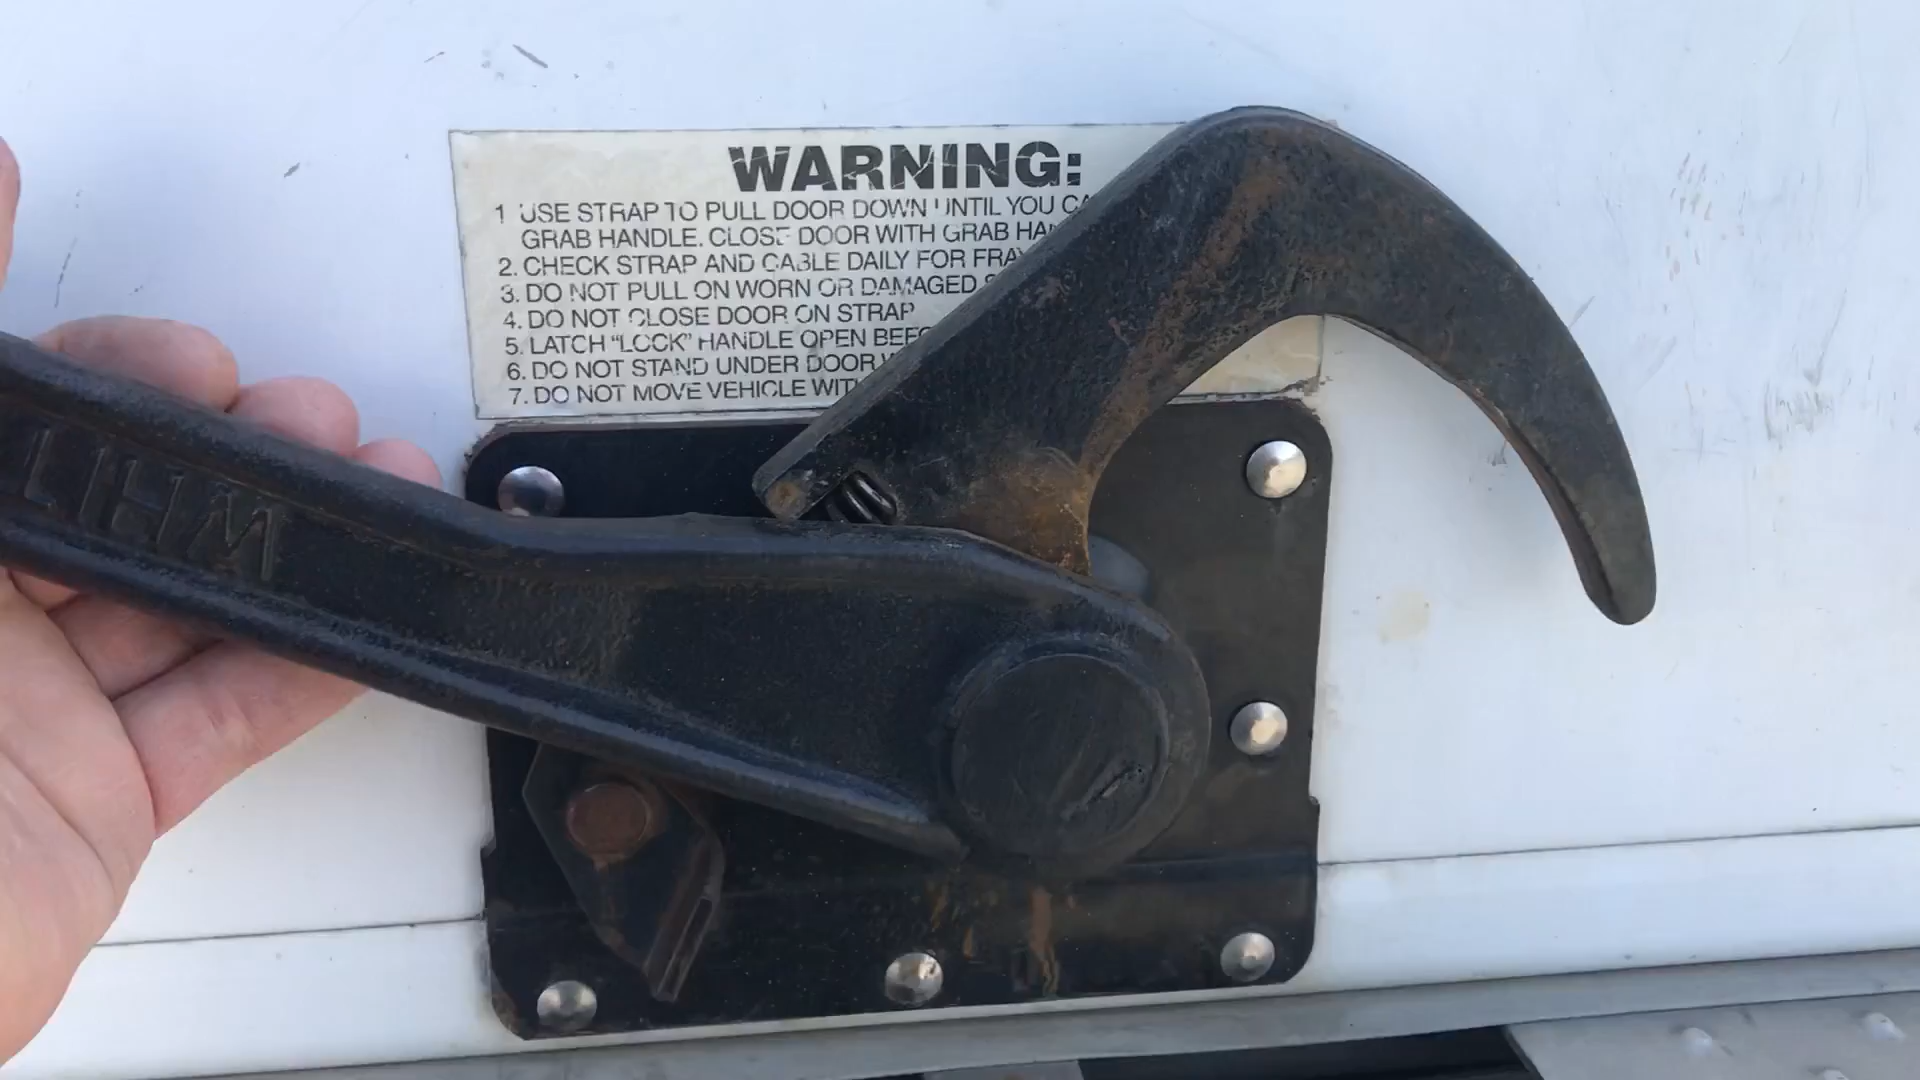 WARNING:
1 USE STRAP TO PULL DOOR DOWN UNTIL YOU
GRAB HANDLE. CLOSE DOOR WITH GRAB
2. CHECK STRAP AND CABLE DAILY FOR
3. DO NOT PULL ON WORN OR DAMAGED
4. DO NOT CLOSE DOOR ON STRAP
5. LATCH "LOCK" HANDLE OPEN
6. DO NOT STAND UNDER DOOR
7. DO NOT MOVE VEHICLE
WHI